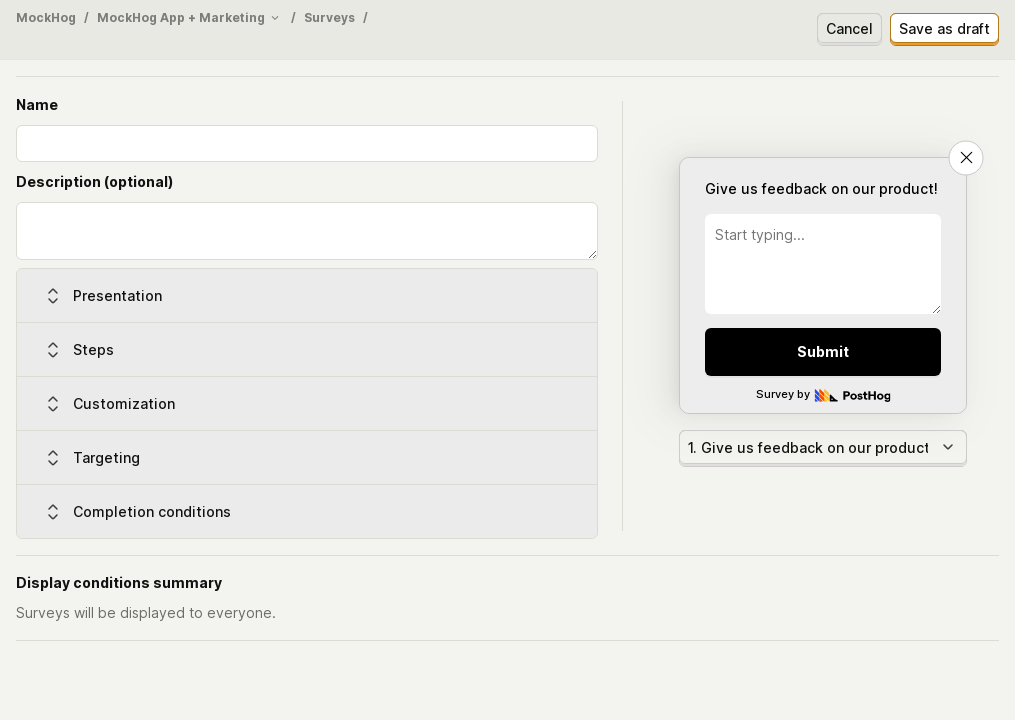 MockHog / MockHog App + Marketing / Surveys /
Cancel
Save as draft
Name
Description (optional)
Presentation
Steps
Customization
Targeting
Completion conditions
Give us feedback on our product!
Start typing...
Submit
Survey by PostHog
1. Give us feedback on our product
Display conditions summary
Surveys will be displayed to everyone.